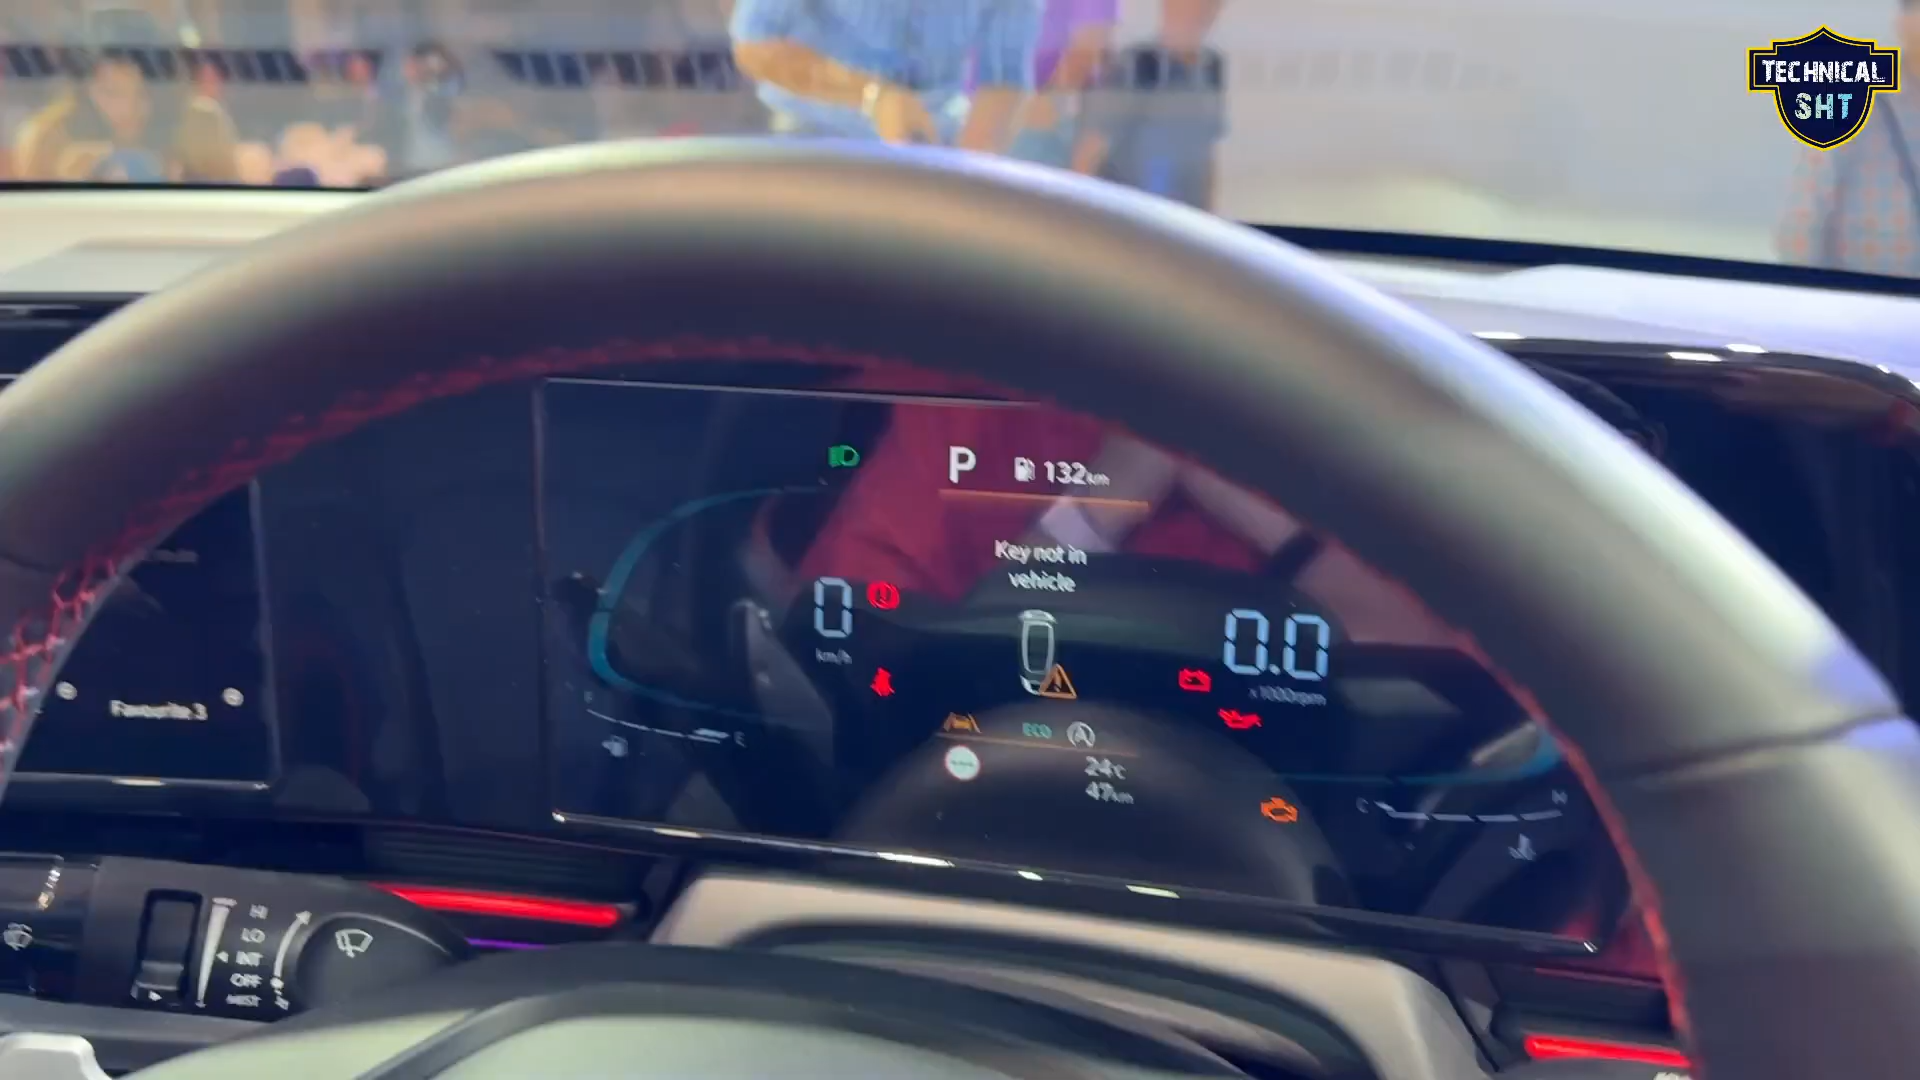 TECHNICAL
SHT
P 132km
Key not in
vehicle
0
km/h
0.0
x1000rpm
Favourite 3
F
E
ECO
24°C
47km
C
H
HI
LO
INT
OFF
MIST